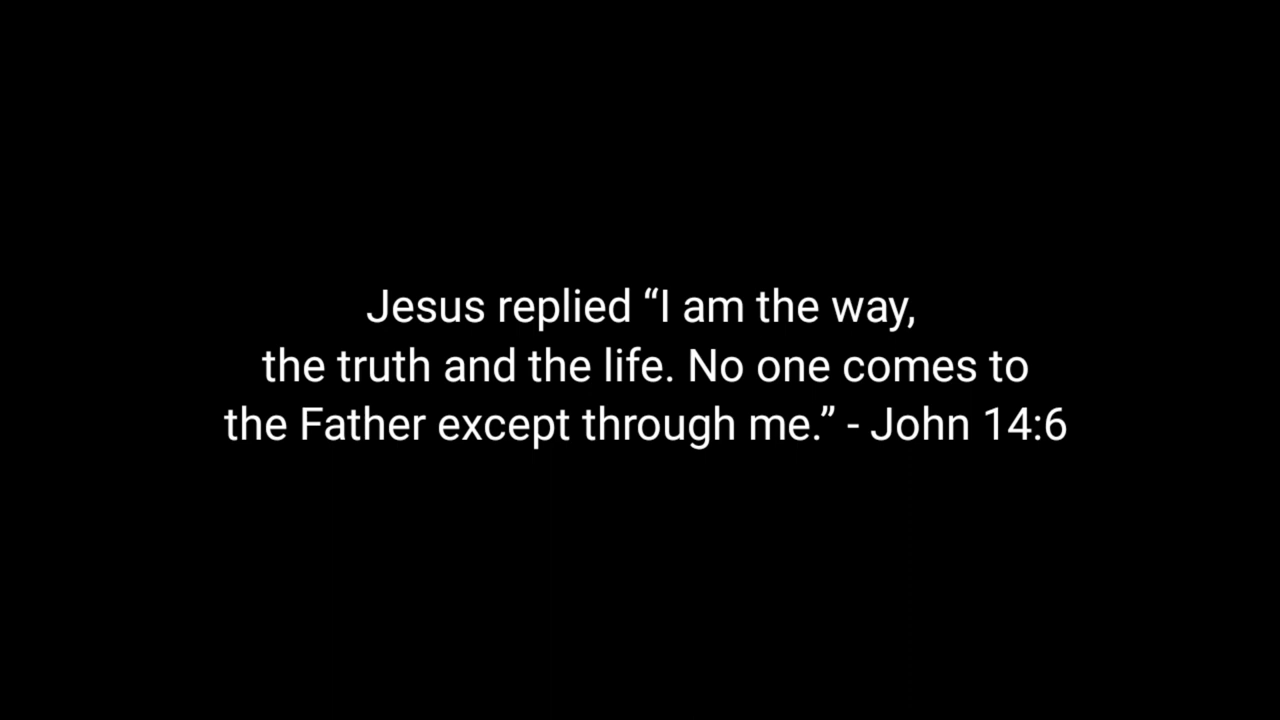 Jesus replied “I am the way,
the truth and the life. No one comes to
the Father except through me.” - John 14:6